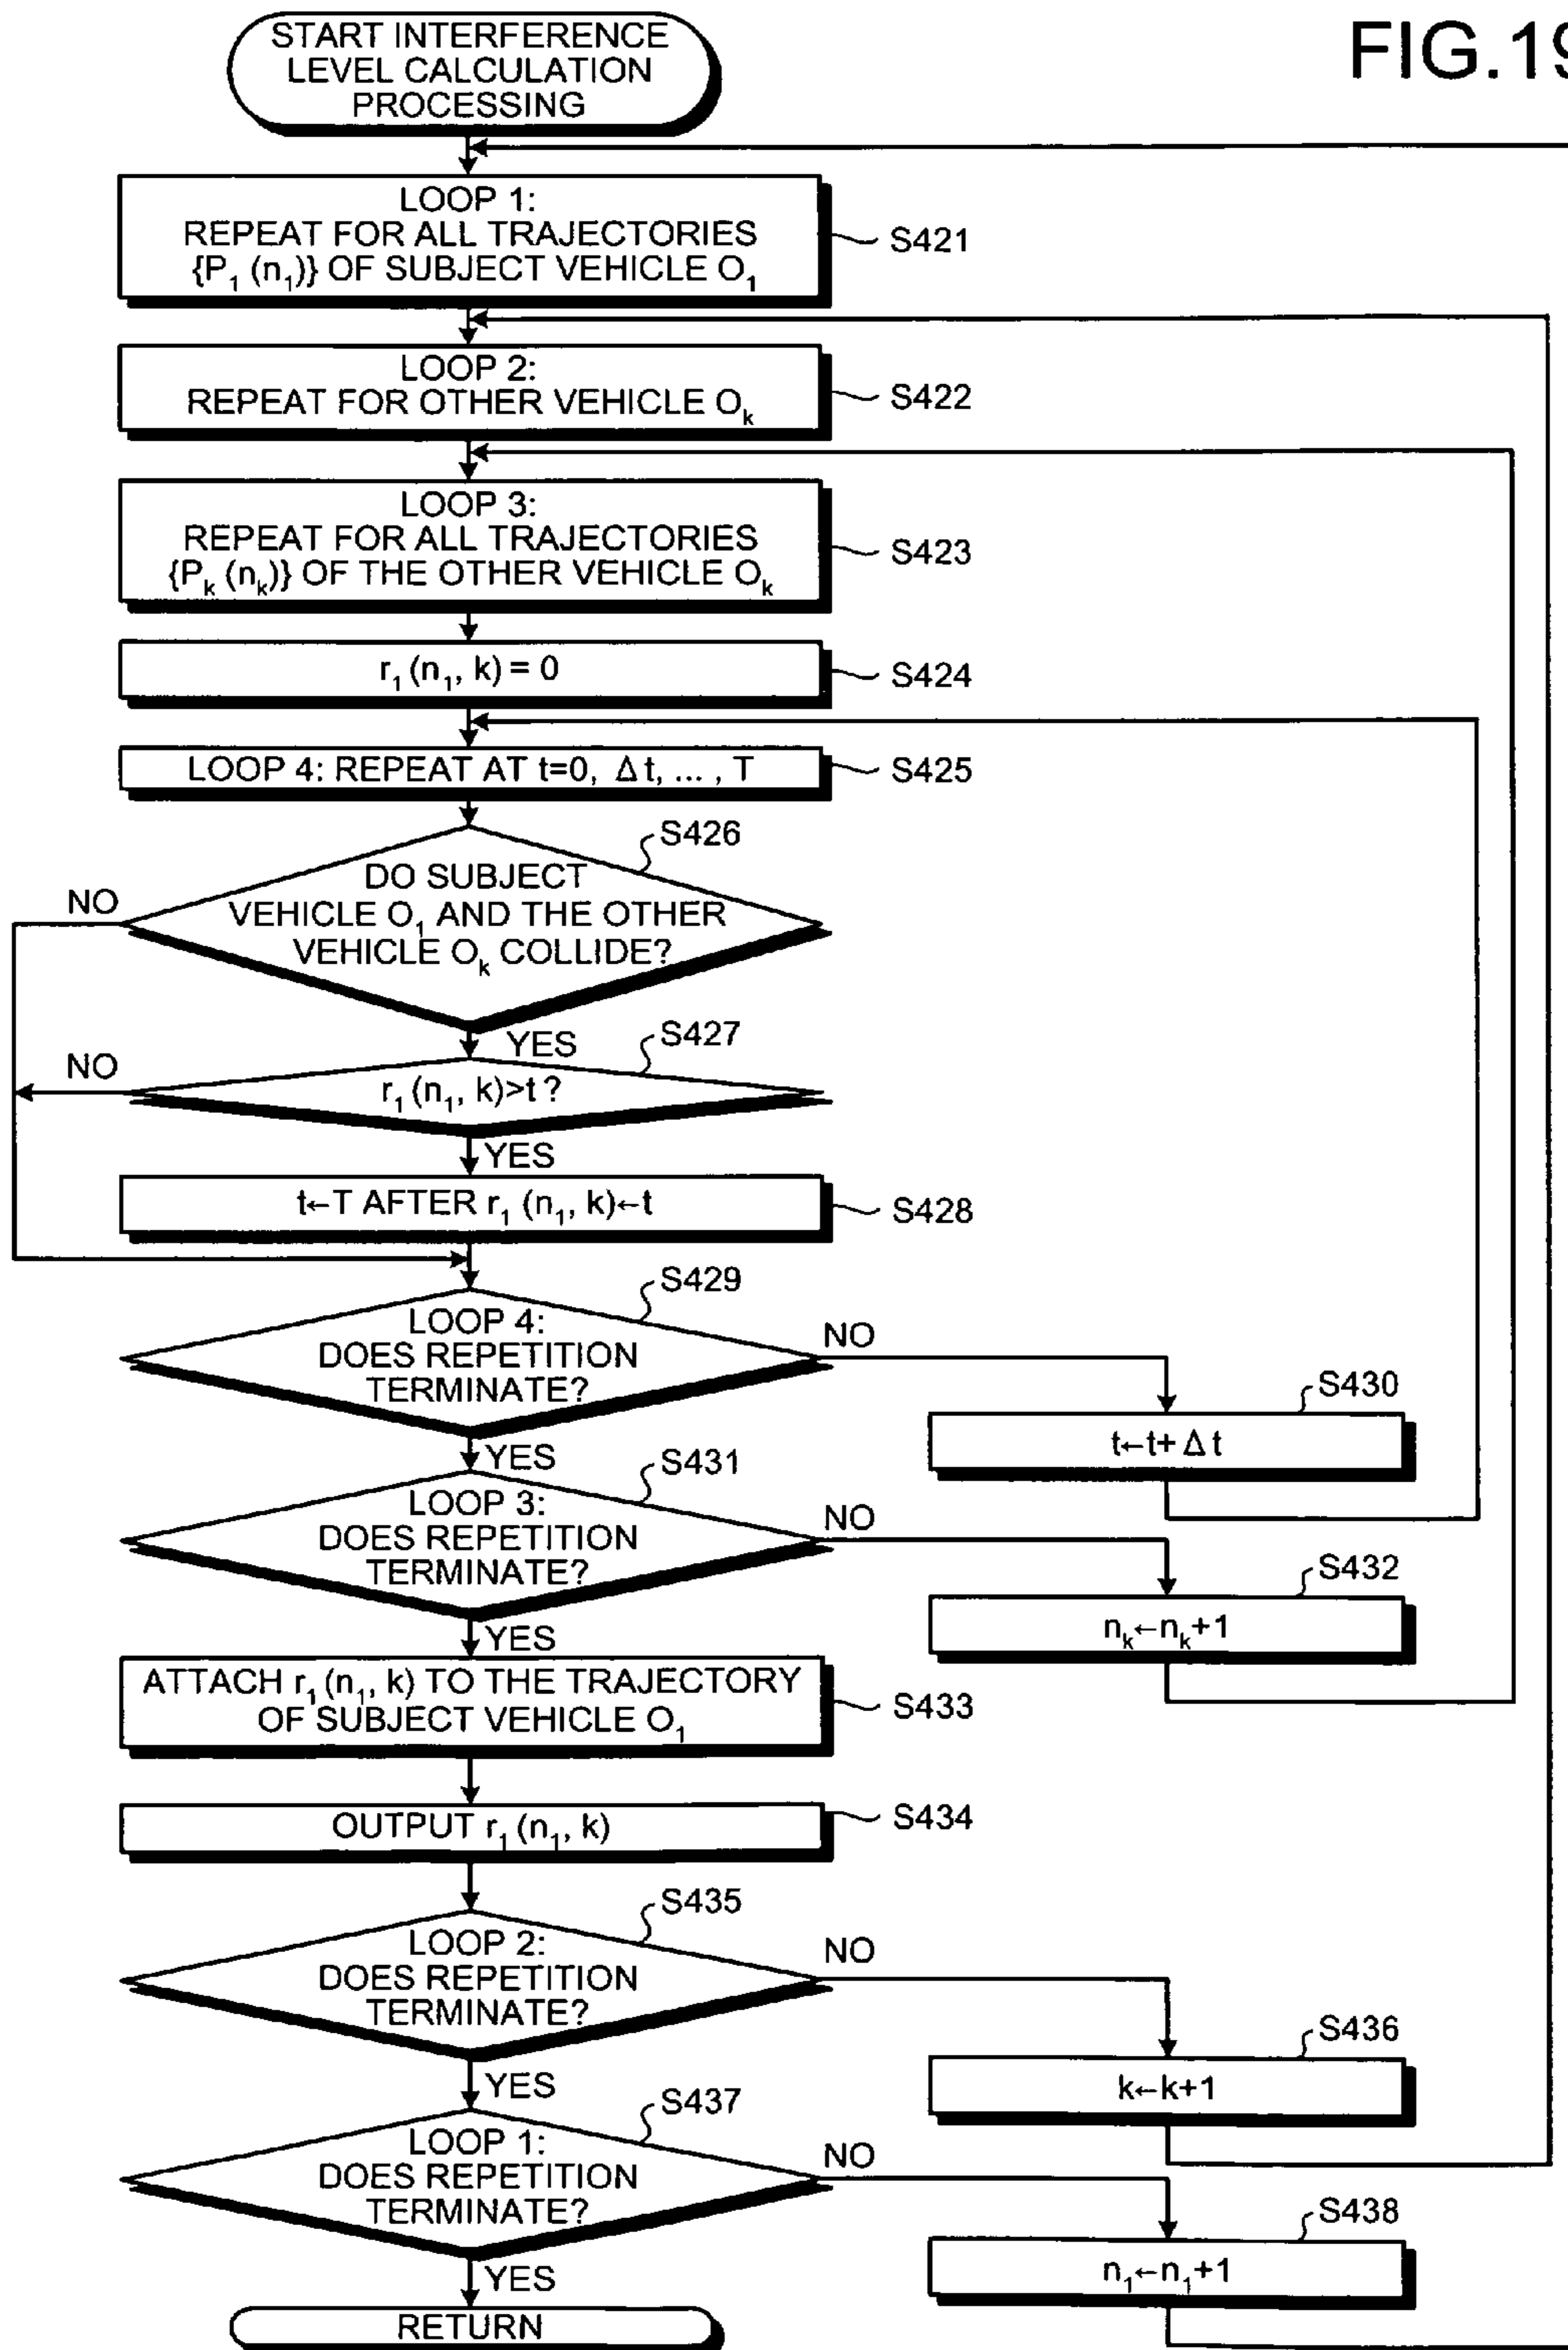 FIG.19
START INTERFERENCE
LEVEL CALCULATION
PROCESSING
LOOP 1:
REPEAT FOR ALL TRAJECTORIES
{P₁ (n₁)} OF SUBJECT VEHICLE O₁
S421
LOOP 2:
REPEAT FOR OTHER VEHICLE Oₖ
S422
LOOP 3:
REPEAT FOR ALL TRAJECTORIES
{Pₖ (nₖ)} OF THE OTHER VEHICLE Oₖ
S423
r₁ (n₁, k) = 0
S424
LOOP 4: REPEAT AT t=0, Δt, ... , T
S425
S426
DO SUBJECT
VEHICLE O₁ AND THE OTHER
VEHICLE Oₖ COLLIDE?
NO
YES
S427
r₁ (n₁, k)>t ?
NO
YES
t←T AFTER r₁ (n₁, k)←t
S428
S429
LOOP 4:
DOES REPETITION
TERMINATE?
NO
YES
S430
t←t+ Δt
S431
LOOP 3:
DOES REPETITION
TERMINATE?
NO
YES
S432
nₖ←nₖ+1
ATTACH r₁ (n₁, k) TO THE TRAJECTORY
OF SUBJECT VEHICLE O₁
S433
OUTPUT r₁ (n₁, k)
S434
S435
LOOP 2:
DOES REPETITION
TERMINATE?
NO
YES
S436
k←k+1
S437
LOOP 1:
DOES REPETITION
TERMINATE?
NO
YES
S438
n₁←n₁+1
RETURN